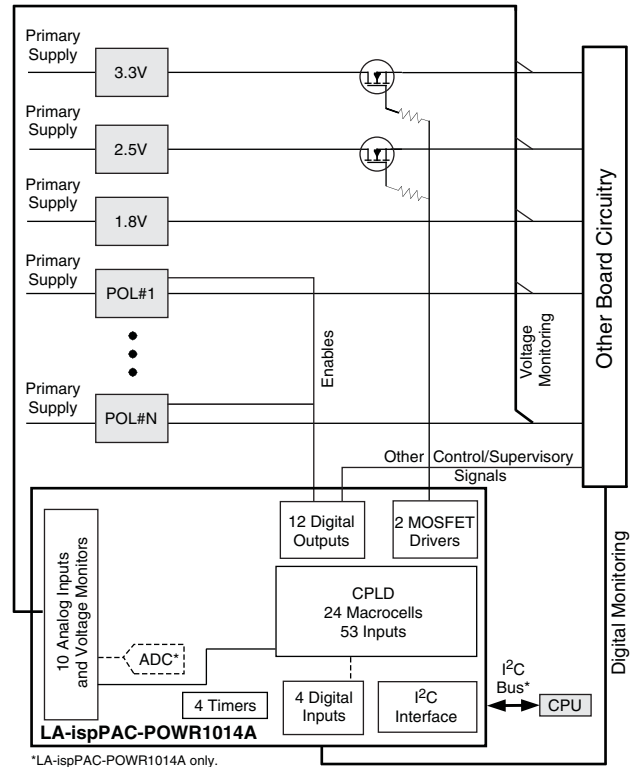 Primary
Supply
3.3V
Primary
Supply
2.5V
Primary
Supply
1.8V
Primary
Supply
POL#1
Primary
Supply
POL#N
Enables
Voltage
Monitoring
Other Board Circuitry
Other Control/Supervisory
Signals
12 Digital
Outputs
2 MOSFET
Drivers
10 Analog Inputs
and Voltage Monitors
CPLD
24 Macrocells
53 Inputs
ADC*
4 Timers
4 Digital
Inputs
I2C
Interface
I2C
Bus*
CPU
Digital Monitoring
LA-ispPAC-POWR1014A
*LA-ispPAC-POWR1014A only.